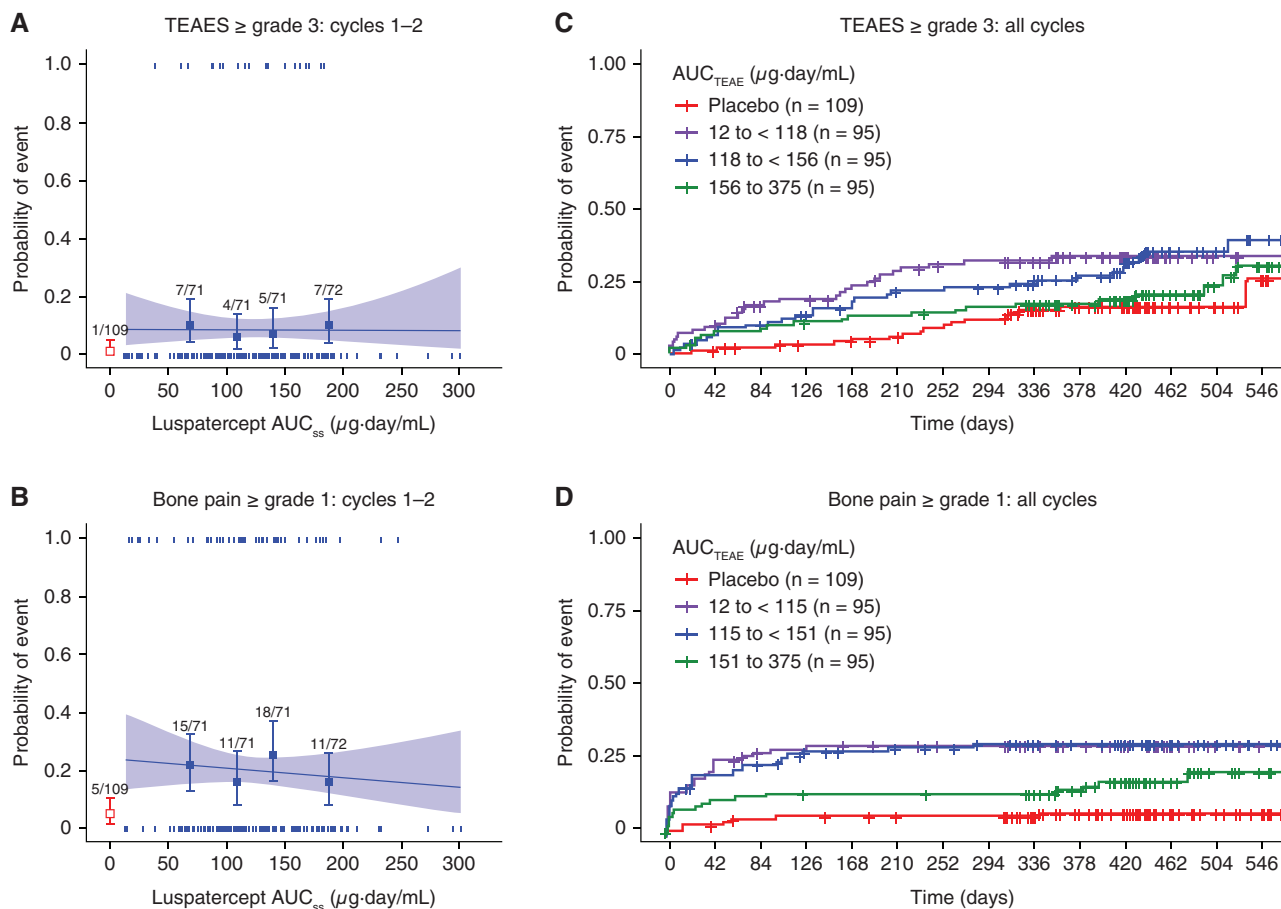 A
TEAES ≥ grade 3: cycles 1–2
Probability of event
1.0
0.8
0.6
0.4
0.2
0
1/109
7/71
4/71
5/71
7/72
0 50 100 150 200 250 300
Luspatercept AUCss (µg·day/mL)
B
Bone pain ≥ grade 1: cycles 1–2
Probability of event
1.0
0.8
0.6
0.4
0.2
0
5/109
15/71
11/71
18/71
11/72
0 50 100 150 200 250 300
Luspatercept AUCss (µg·day/mL)
C
TEAES ≥ grade 3: all cycles
Probability of event
1.00
0.75
0.50
0.25
0
AUCTEAE (µg·day/mL)
Placebo (n = 109)
12 to < 118 (n = 95)
118 to < 156 (n = 95)
156 to 375 (n = 95)
0 42 84 126 168 210 252 294 336 378 420 462 504 546
Time (days)
D
Bone pain ≥ grade 1: all cycles
Probability of event
1.00
0.75
0.50
0.25
0
AUCTEAE (µg·day/mL)
Placebo (n = 109)
12 to < 115 (n = 95)
115 to < 151 (n = 95)
151 to 375 (n = 95)
0 42 84 126 168 210 252 294 336 378 420 462 504 546
Time (days)